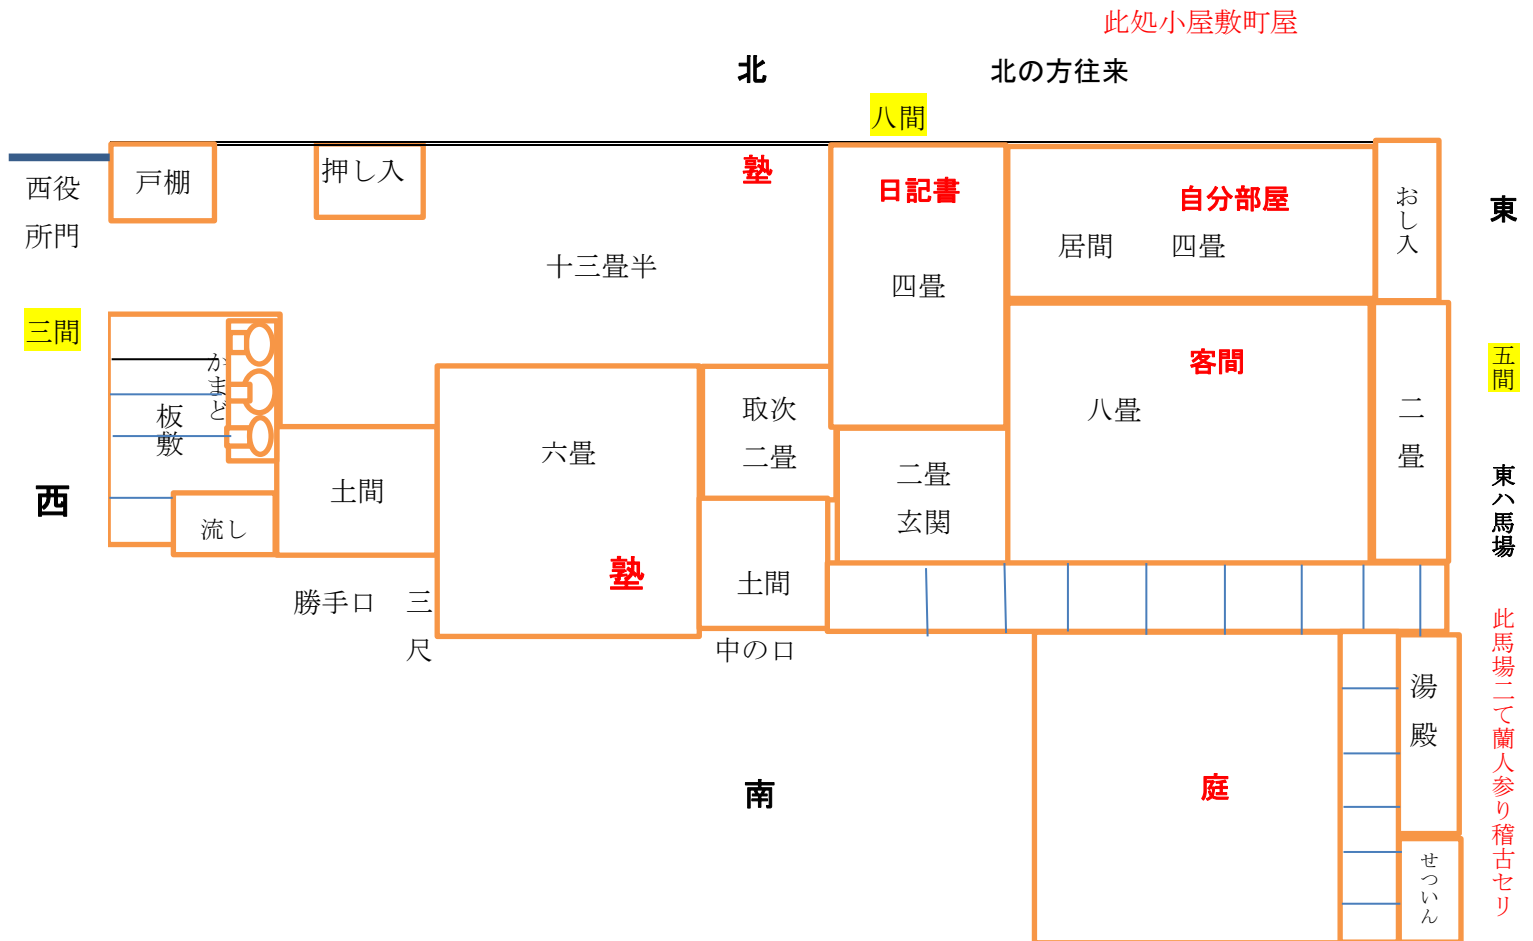 此処小屋敷町屋
北
北の方往来
八間
西役
所門
戸棚
押し入
塾
十三畳半
日記書
四畳
自分部屋
居間 四畳
おし入
東
三間
かまど
板敷
西
流し
土間
勝手口 三
尺
六畳
塾
取次
二畳
土間
中の口
二畳
玄関
客間
八畳
二畳
五間
東ハ馬場
此馬場ニて蘭人参り稽古セリ
南
庭
湯殿
せついん